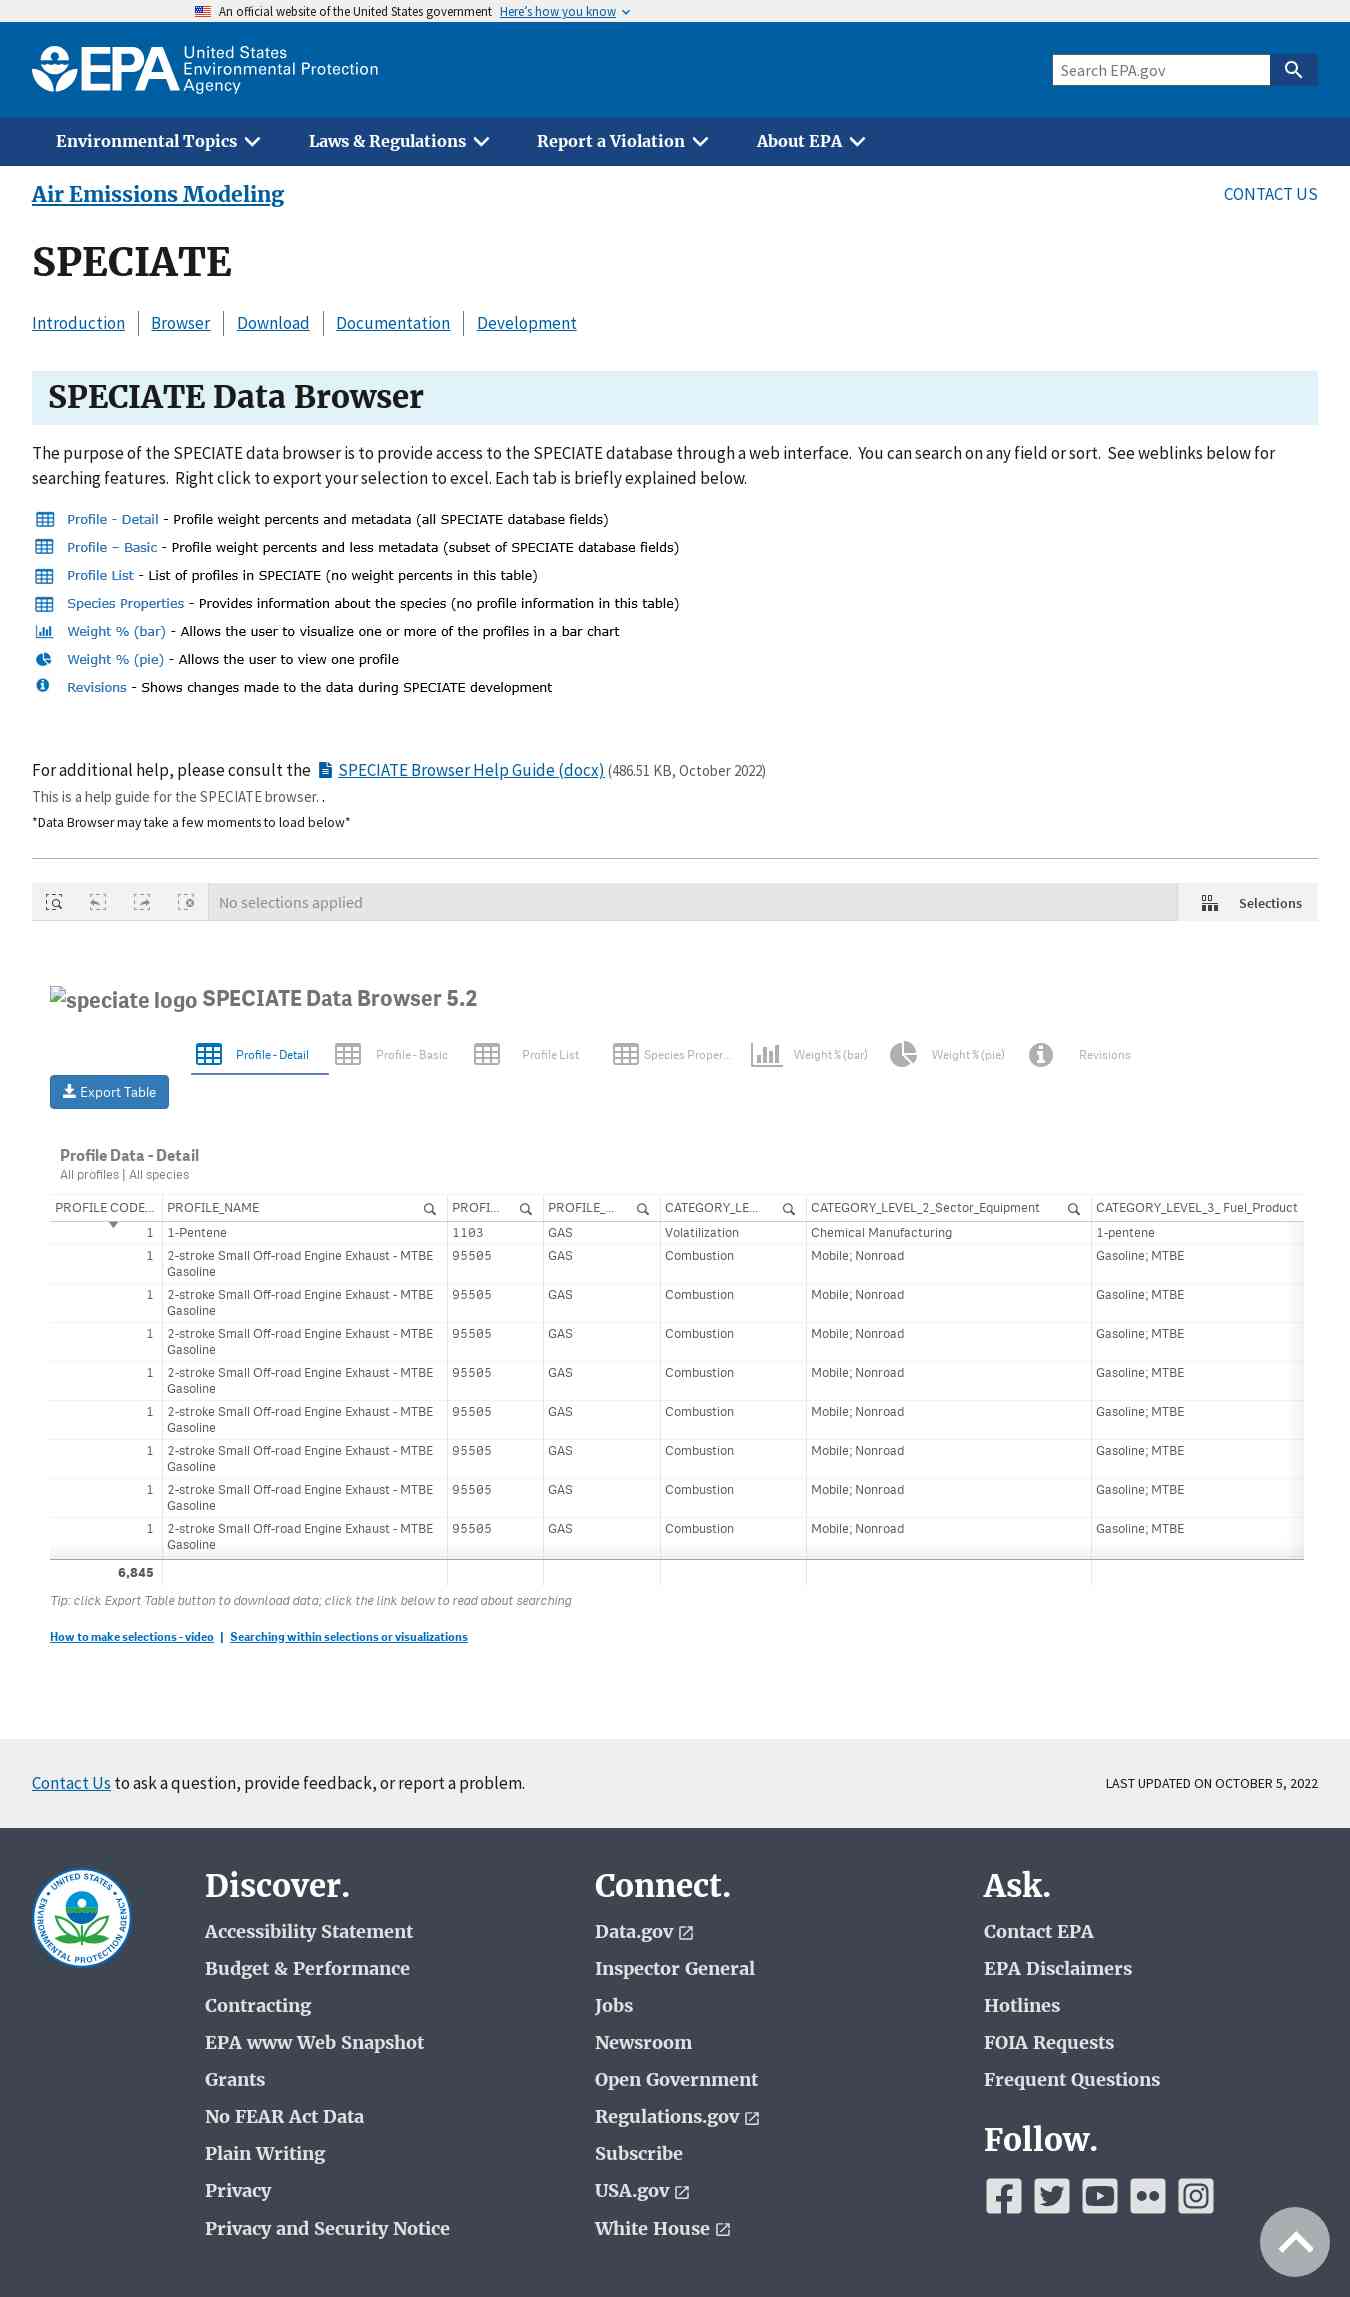 An official website of the United States government Here's how you know
EPA United States
Environmental Protection
Agency
Search EPA.gov
Environmental Topics
Laws & Regulations
Report a Violation
About EPA
Air Emissions Modeling
CONTACT US
SPECIATE
Introduction
Browser
Download
Documentation
Development
SPECIATE Data Browser
The purpose of the SPECIATE data browser is to provide access to the SPECIATE database through a web interface.  You can search on any field or sort.  See weblinks below for
searching features.  Right click to export your selection to excel. Each tab is briefly explained below.
Profile - Detail - Profile weight percents and metadata (all SPECIATE database fields)
Profile – Basic - Profile weight percents and less metadata (subset of SPECIATE database fields)
Profile List - List of profiles in SPECIATE (no weight percents in this table)
Species Properties - Provides information about the species (no profile information in this table)
Weight % (bar) - Allows the user to visualize one or more of the profiles in a bar chart
Weight % (pie) - Allows the user to view one profile
Revisions - Shows changes made to the data during SPECIATE development
For additional help, please consult the SPECIATE Browser Help Guide (docx) (486.51 KB, October 2022)
This is a help guide for the SPECIATE browser. .
*Data Browser may take a few moments to load below*
No selections applied
Selections
speciate logo SPECIATE Data Browser 5.2
Profile - Detail
Profile - Basic
Profile List
Species Proper...
Weight % (bar)
Weight % (pie)
Revisions
Export Table
Profile Data - Detail
All profiles | All species
PROFILE CODE... PROFILE_NAME PROFI... PROFILE_... CATEGORY_LE... CATEGORY_LEVEL_2_Sector_Equipment CATEGORY_LEVEL_3_ Fuel_Product
1 1-Pentene 1103 GAS Volatilization Chemical Manufacturing 1-pentene
1 2-stroke Small Off-road Engine Exhaust - MTBE 95505 GAS Combustion Mobile; Nonroad Gasoline; MTBE
Gasoline
1 2-stroke Small Off-road Engine Exhaust - MTBE 95505 GAS Combustion Mobile; Nonroad Gasoline; MTBE
Gasoline
1 2-stroke Small Off-road Engine Exhaust - MTBE 95505 GAS Combustion Mobile; Nonroad Gasoline; MTBE
Gasoline
1 2-stroke Small Off-road Engine Exhaust - MTBE 95505 GAS Combustion Mobile; Nonroad Gasoline; MTBE
Gasoline
1 2-stroke Small Off-road Engine Exhaust - MTBE 95505 GAS Combustion Mobile; Nonroad Gasoline; MTBE
Gasoline
1 2-stroke Small Off-road Engine Exhaust - MTBE 95505 GAS Combustion Mobile; Nonroad Gasoline; MTBE
Gasoline
1 2-stroke Small Off-road Engine Exhaust - MTBE 95505 GAS Combustion Mobile; Nonroad Gasoline; MTBE
Gasoline
1 2-stroke Small Off-road Engine Exhaust - MTBE 95505 GAS Combustion Mobile; Nonroad Gasoline; MTBE
Gasoline
6,845
Tip: click Export Table button to download data; click the link below to read about searching
How to make selections - video | Searching within selections or visualizations
Contact Us to ask a question, provide feedback, or report a problem.
LAST UPDATED ON OCTOBER 5, 2022
UNITED STATES ENVIRONMENTAL PROTECTION AGENCY
Discover.
Accessibility Statement
Budget & Performance
Contracting
EPA www Web Snapshot
Grants
No FEAR Act Data
Plain Writing
Privacy
Privacy and Security Notice
Connect.
Data.gov
Inspector General
Jobs
Newsroom
Open Government
Regulations.gov
Subscribe
USA.gov
White House
Ask.
Contact EPA
EPA Disclaimers
Hotlines
FOIA Requests
Frequent Questions
Follow.